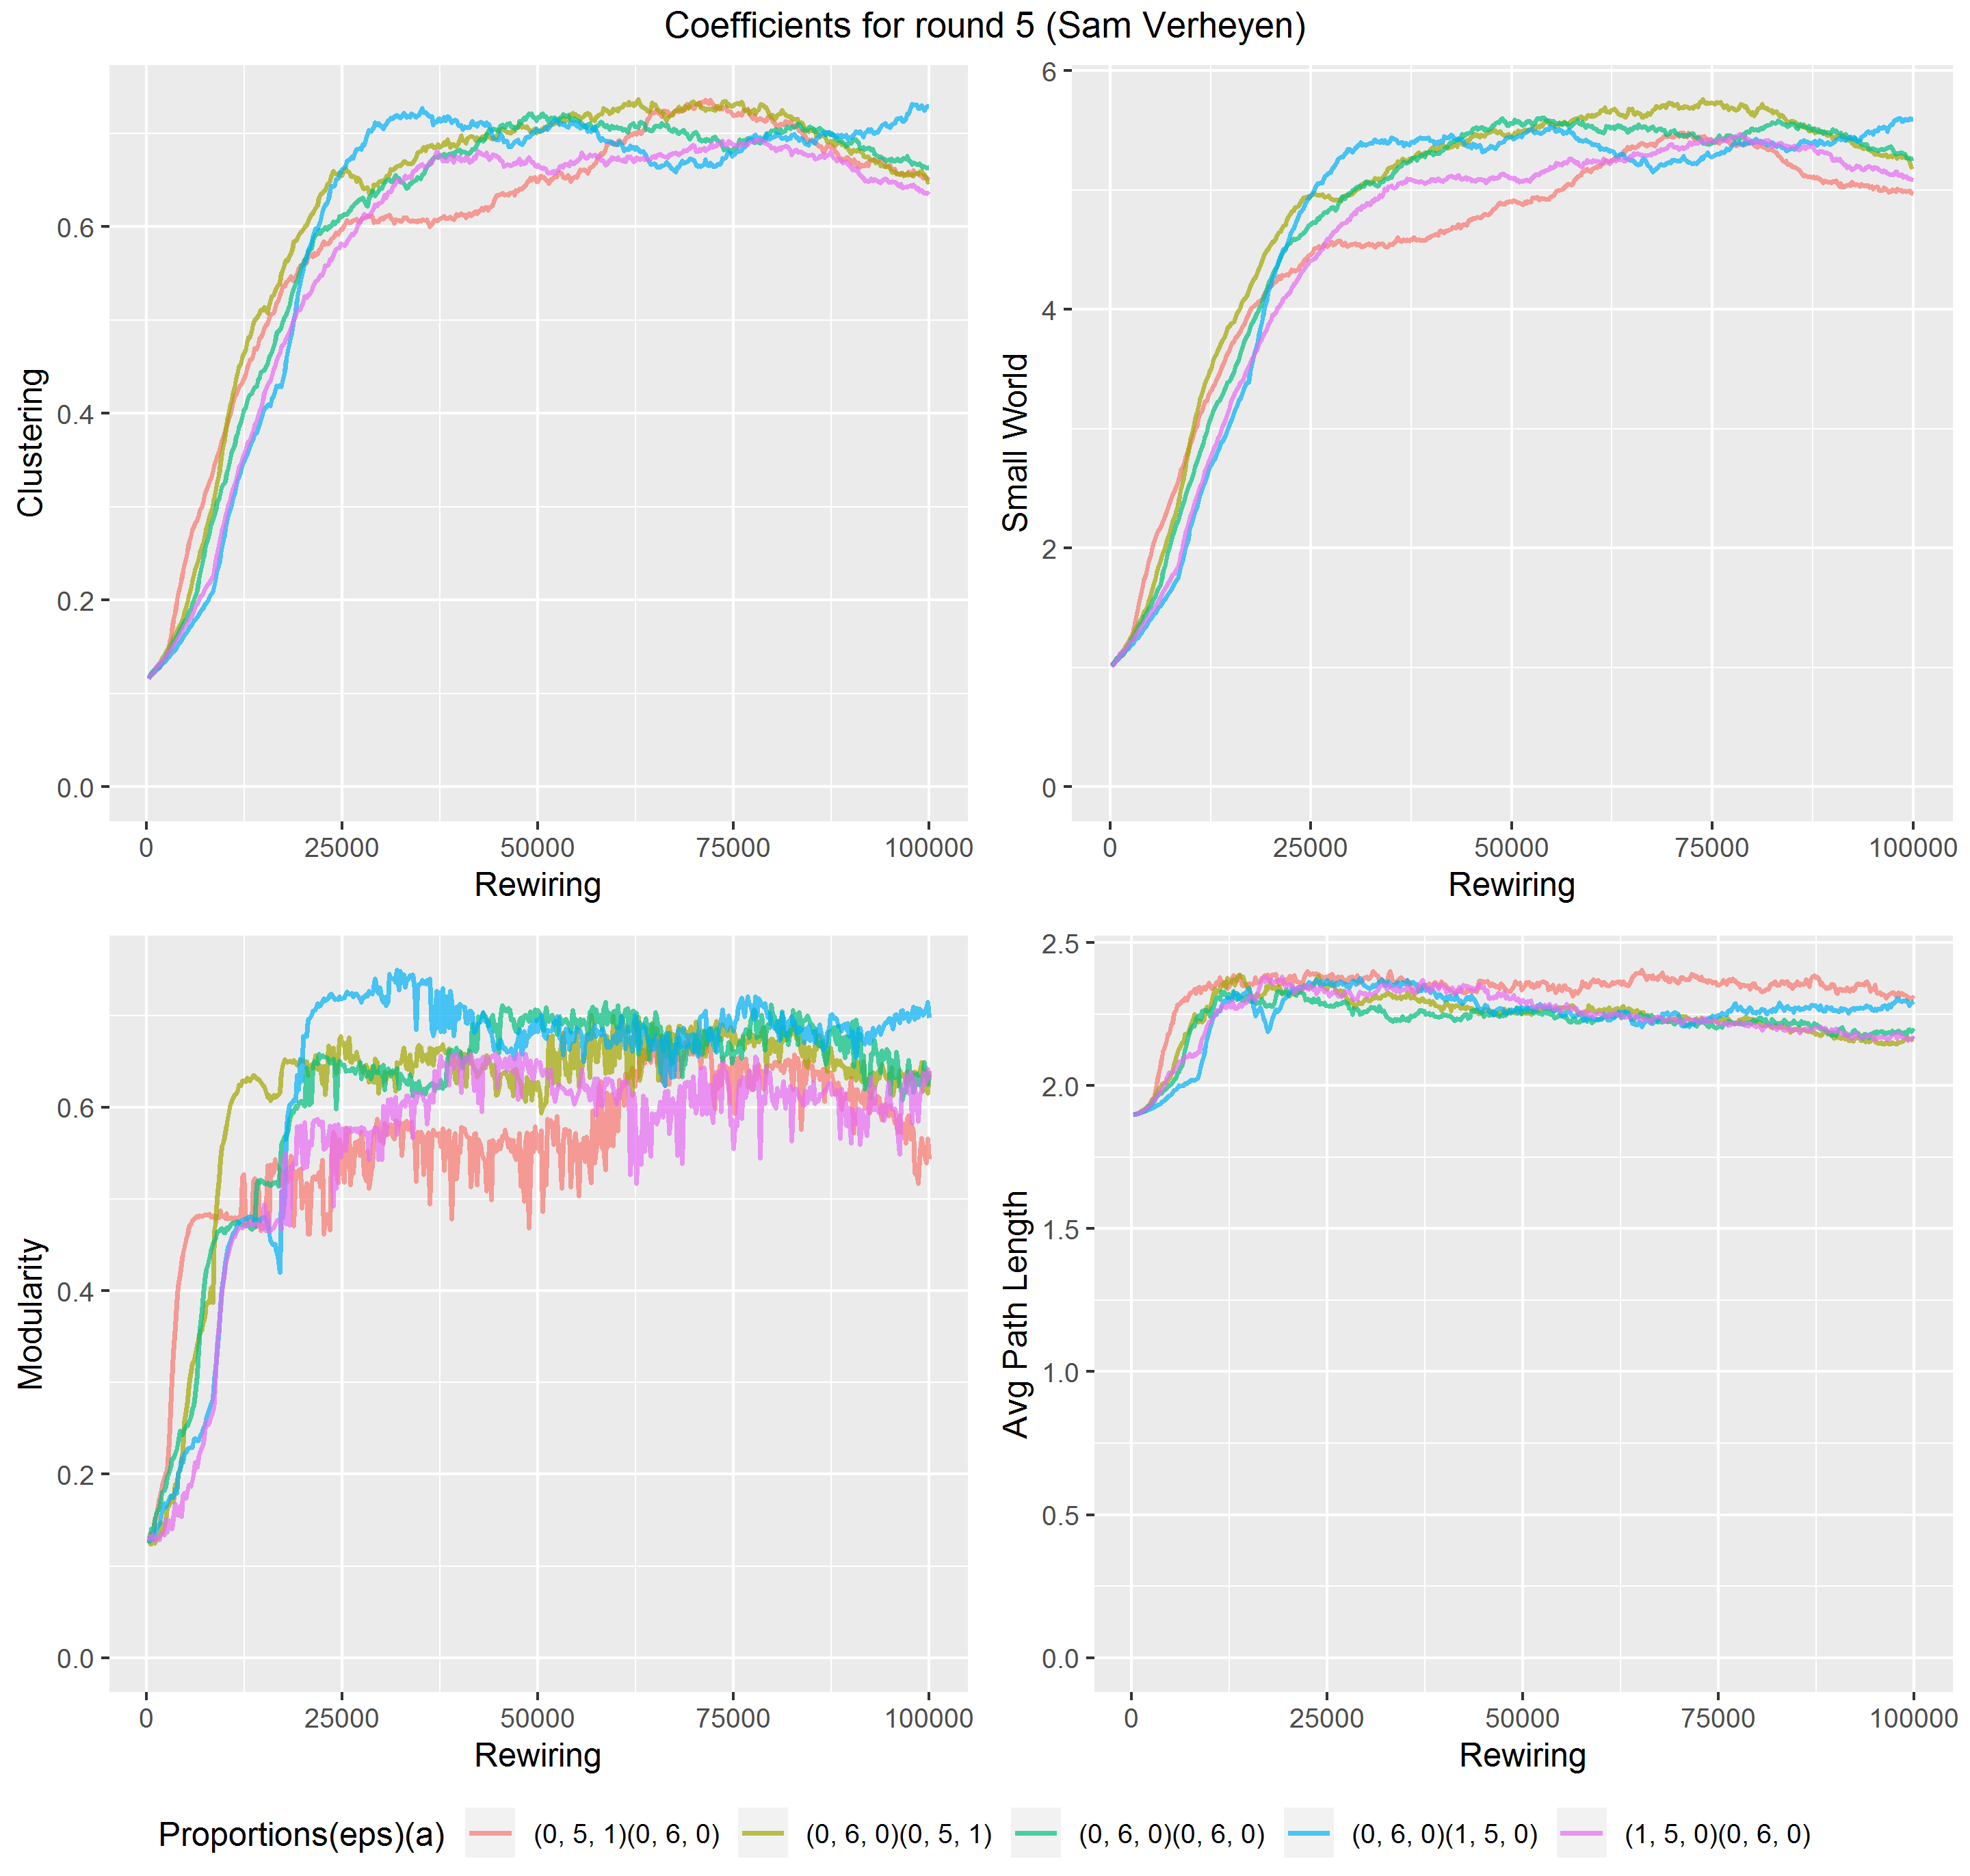 Coefficients for round 5 (Sam Verheyen)
Clustering
0.6
0.4
0.2
0.0
0 25000 50000 75000 100000
Rewiring
Small World
6
4
2
0
0 25000 50000 75000 100000
Rewiring
Modularity
0.6
0.4
0.2
0.0
0 25000 50000 75000 100000
Rewiring
Avg Path Length
2.5
2.0
1.5
1.0
0.5
0.0
0 25000 50000 75000 100000
Rewiring
Proportions(eps)(a) (0, 5, 1)(0, 6, 0) (0, 6, 0)(0, 5, 1) (0, 6, 0)(0, 6, 0) (0, 6, 0)(1, 5, 0) (1, 5, 0)(0, 6, 0)